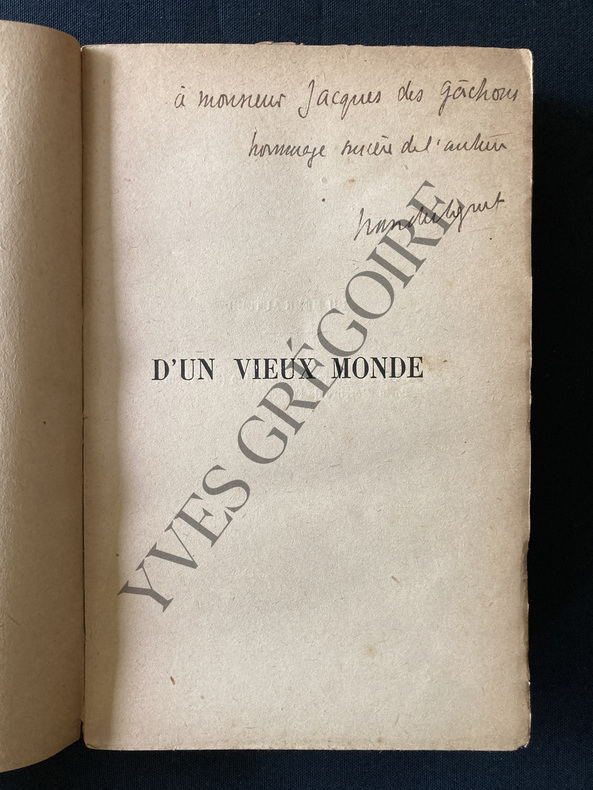 à monsieur Jacques des Gâchons
hommage sincère de l'auteur
D'UN VIEUX MONDE
YVES GRÉGOIRE